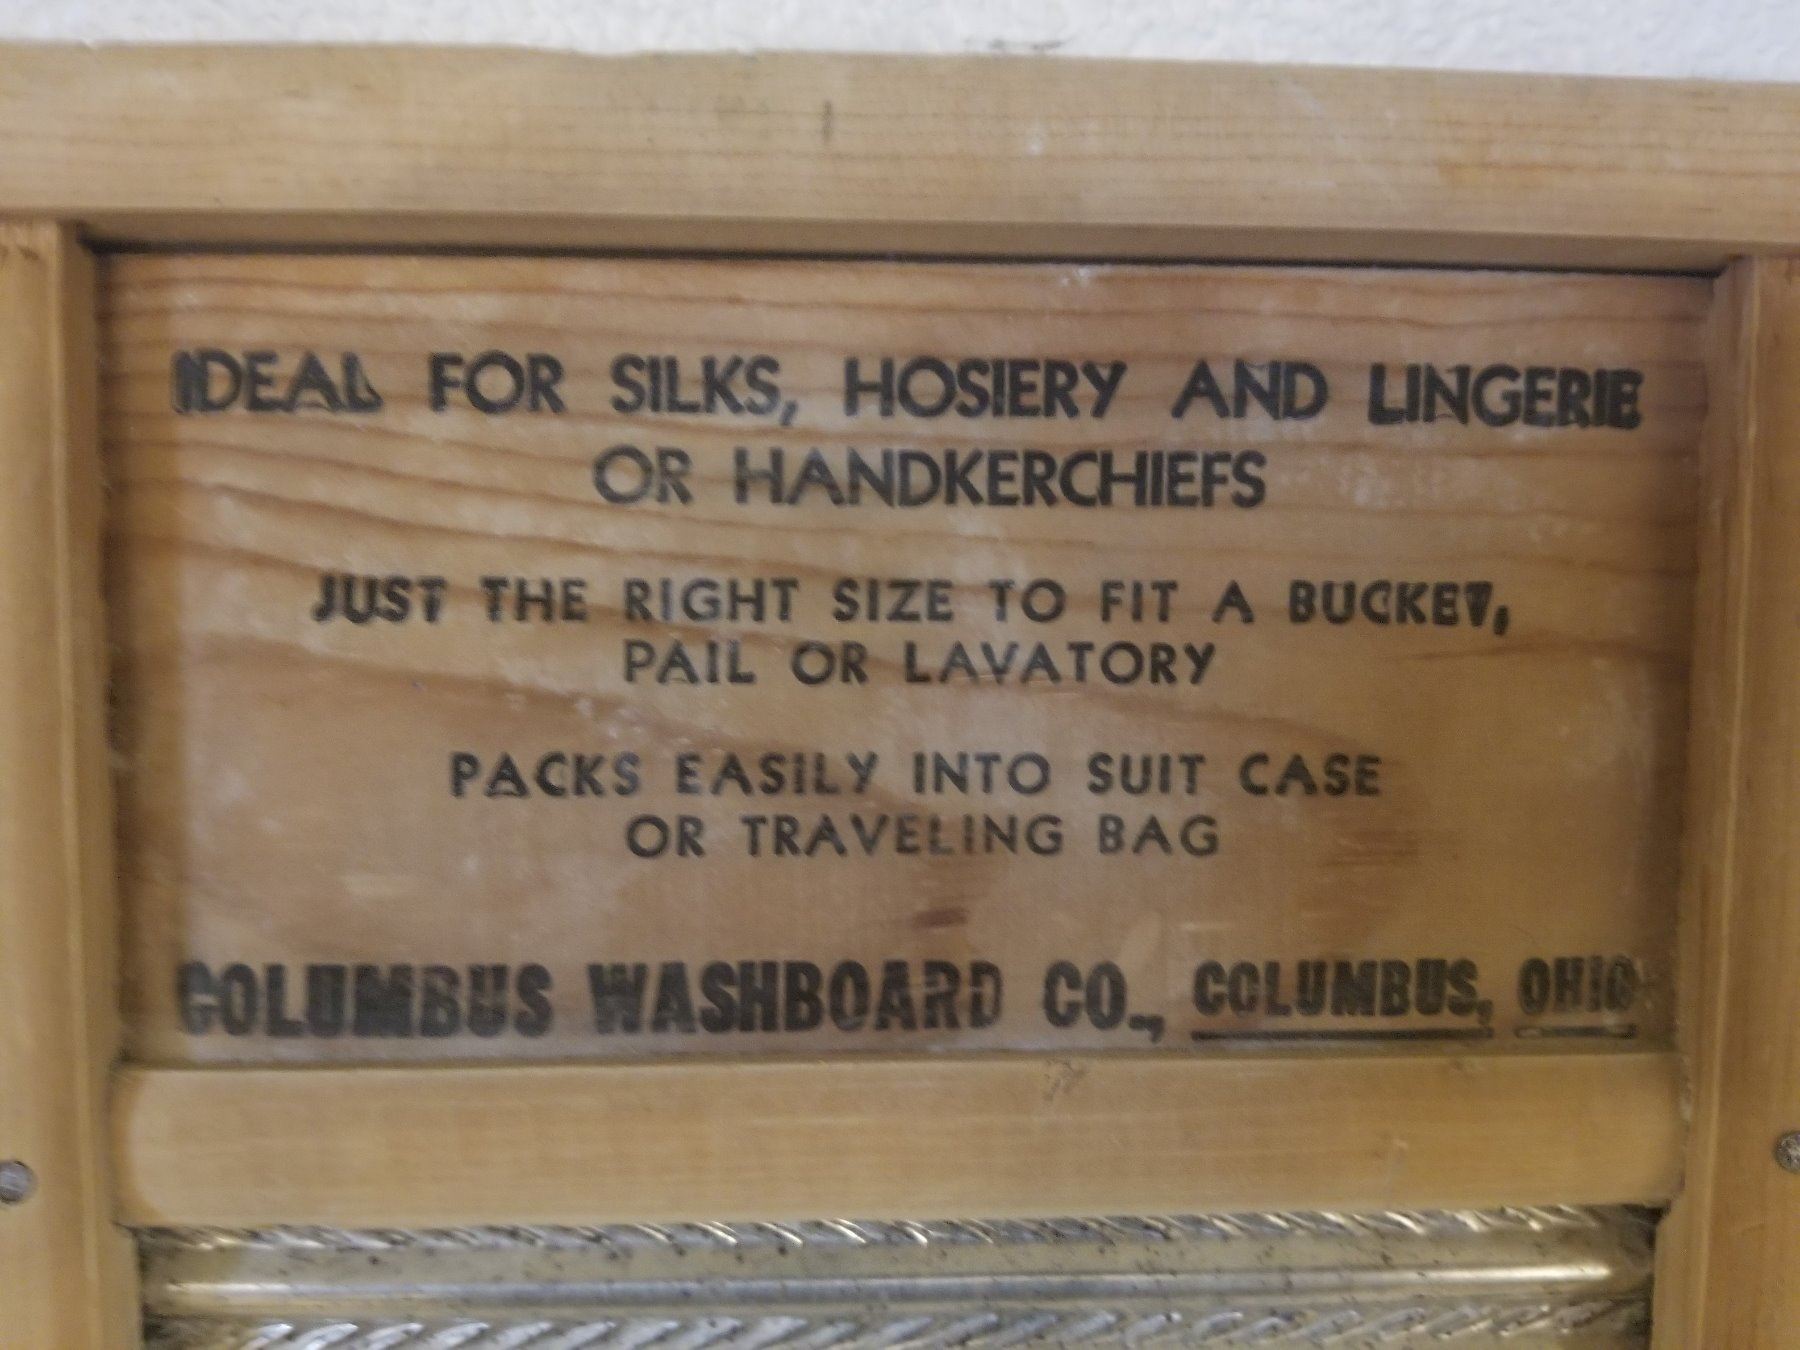 IDEAL FOR SILKS, HOSIERY AND LINGERIE
OR HANDKERCHIEFS
JUST THE RIGHT SIZE TO FIT A BUCKET,
PAIL OR LAVATORY
PACKS EASILY INTO SUIT CASE
OR TRAVELING BAG
COLUMBUS WASHBOARD CO., COLUMBUS, OHIO